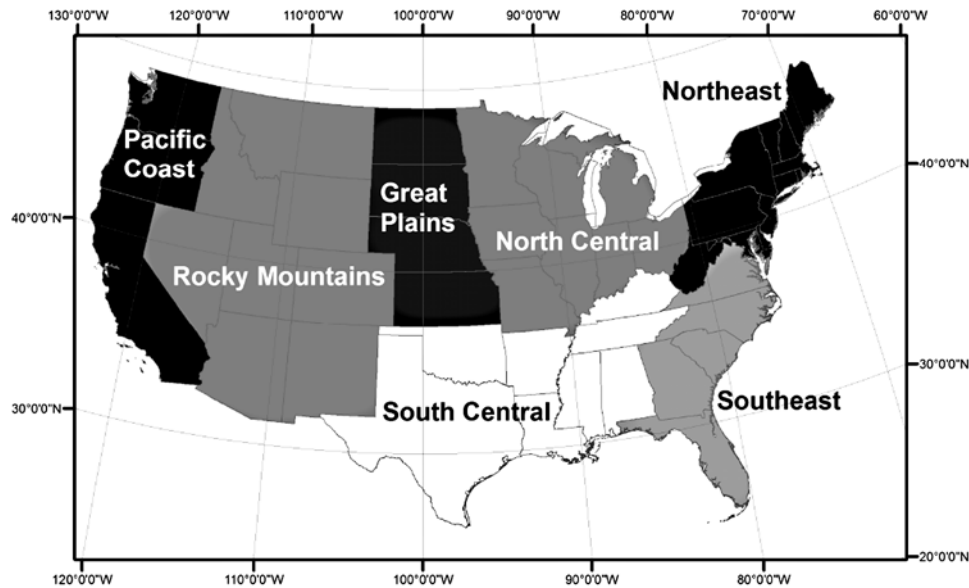 130°0'0"W 120°0'0"W 110°0'0"W 100°0'0"W 90°0'0"W 80°0'0"W 70°0'0"W 60°0'0"W
Northeast
Pacific
Coast
40°0'0"N
Great
Plains
40°0'0"N
North Central
Rocky Mountains
30°0'0"N
South Central
Southeast
30°0'0"N
20°0'0"N
120°0'0"W 110°0'0"W 100°0'0"W 90°0'0"W 80°0'0"W